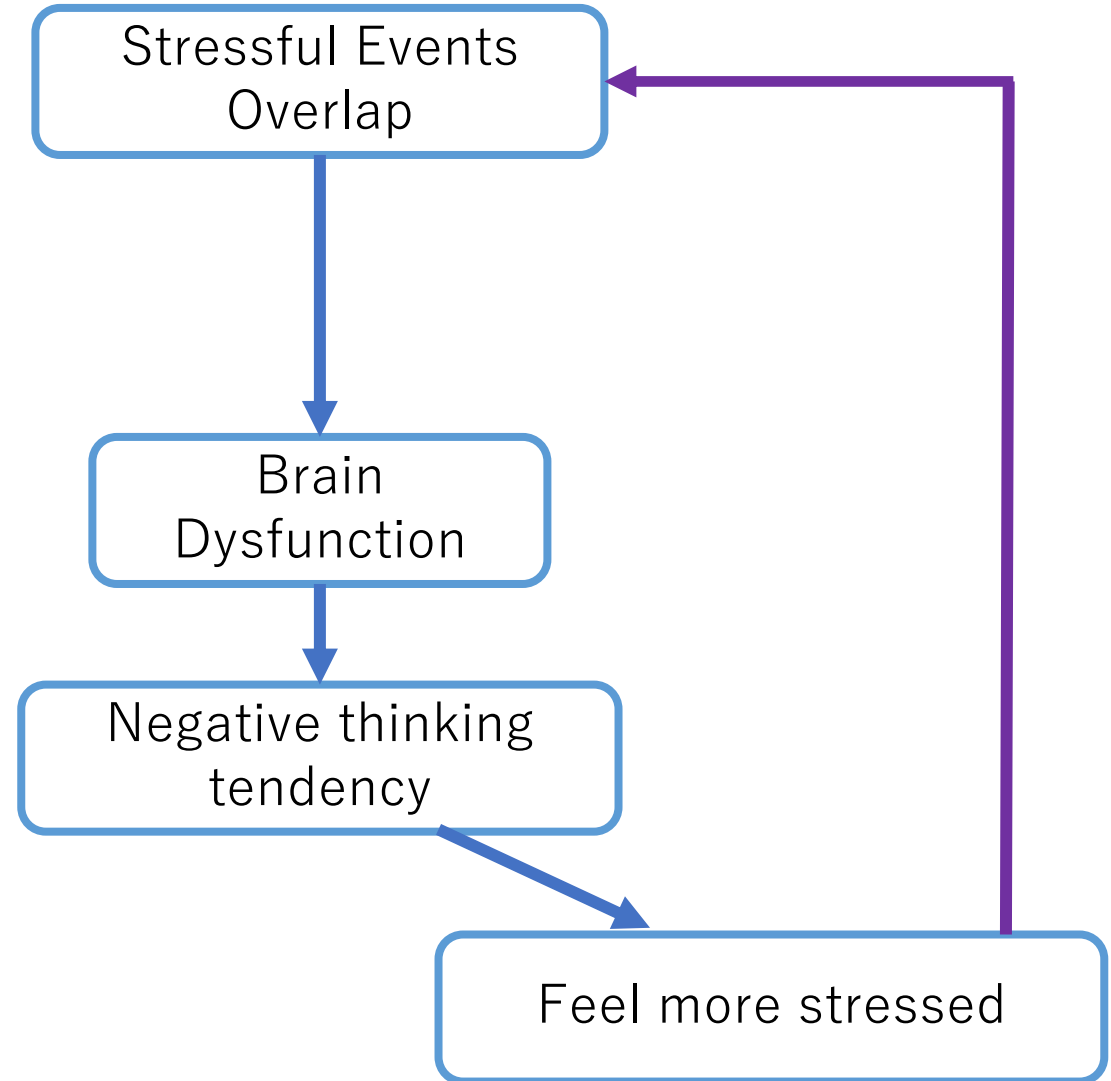 Stressful Events
Overlap
Brain
Dysfunction
Negative thinking
tendency
Feel more stressed